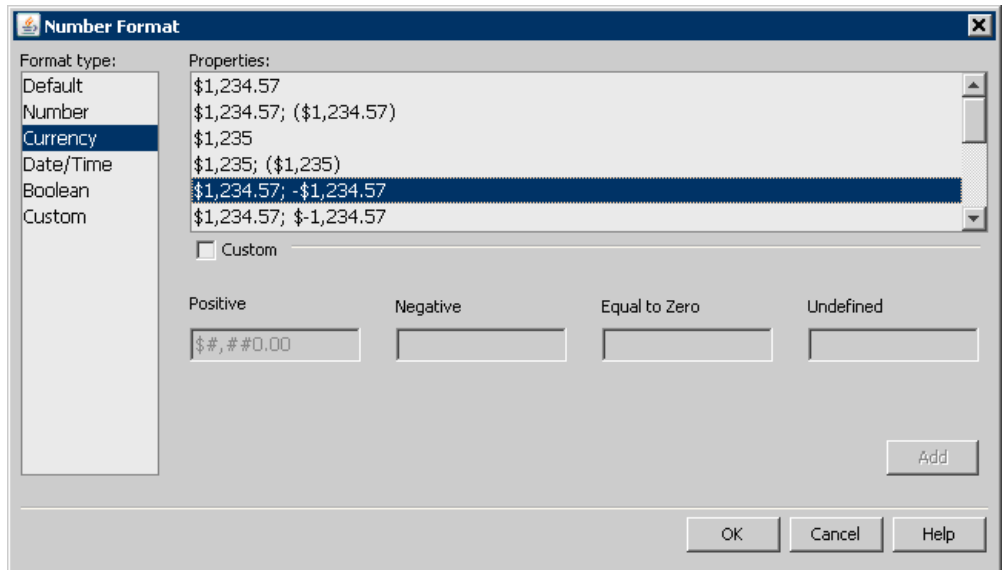 Number Format
Format type:
Default
Number
Currency
Date/Time
Boolean
Custom
Properties:
$1,234.57
$1,234.57; ($1,234.57)
$1,235
$1,235; ($1,235)
$1,234.57; -$1,234.57
$1,234.57; $-1,234.57
Custom
Positive Negative Equal to Zero Undefined
$#,##0.00
Add
OK Cancel Help